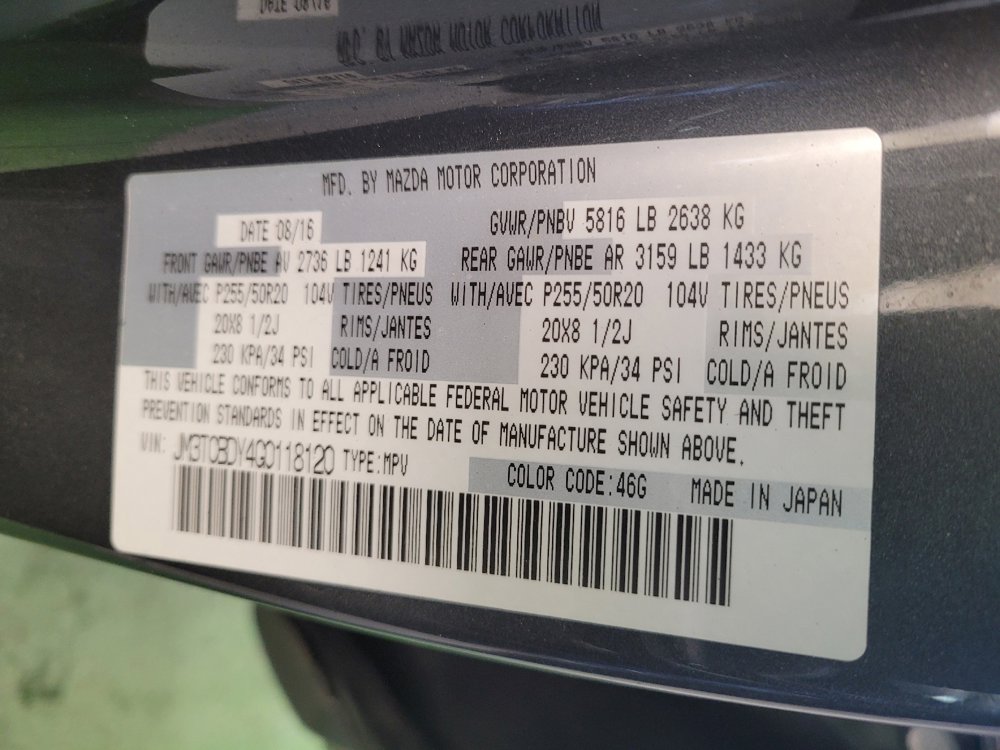 MFD. BY MAZDA MOTOR CORPORATION
DATE 08/16
GVWR/PNBV 5816 LB 2638 KG
FRONT GAWR/PNBE AV 2736 LB 1241 KG
REAR GAWR/PNBE AR 3159 LB 1433 KG
WITH/AVEC P255/50R20 104V TIRES/PNEUS
WITH/AVEC P255/50R20 104V TIRES/PNEUS
20X8 1/2J RIMS/JANTES
20X8 1/2J RIMS/JANTES
230 KPA/34 PSI COLD/A FROID
230 KPA/34 PSI COLD/A FROID
THIS VEHICLE CONFORMS TO ALL APPLICABLE FEDERAL MOTOR VEHICLE SAFETY AND THEFT
PREVENTION STANDARDS IN EFFECT ON THE DATE OF MANUFACTURE SHOWN ABOVE.
VIN: JM3TCBDY4G0118120 TYPE:MPV
COLOR CODE:46G MADE IN JAPAN